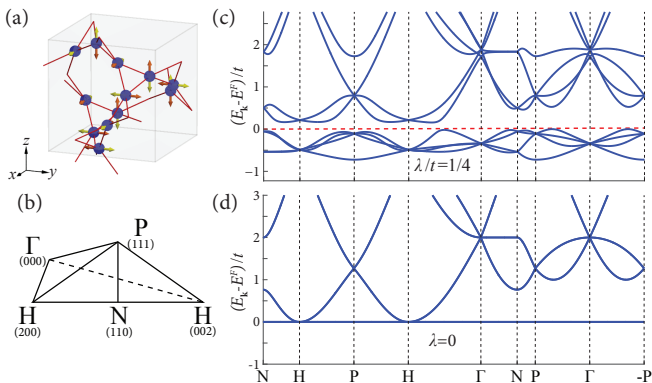 (a)
z
x
y
(b)
P
(111)
Γ
(000)
H
(200)
N
(110)
H
(002)
(c)
(E_k-E^F)/t
2
1
0
−1
λ/t=1/4
(d)
(E_k-E^F)/t
3
2
1
0
-1
λ=0
N H P H Γ N P Γ -P